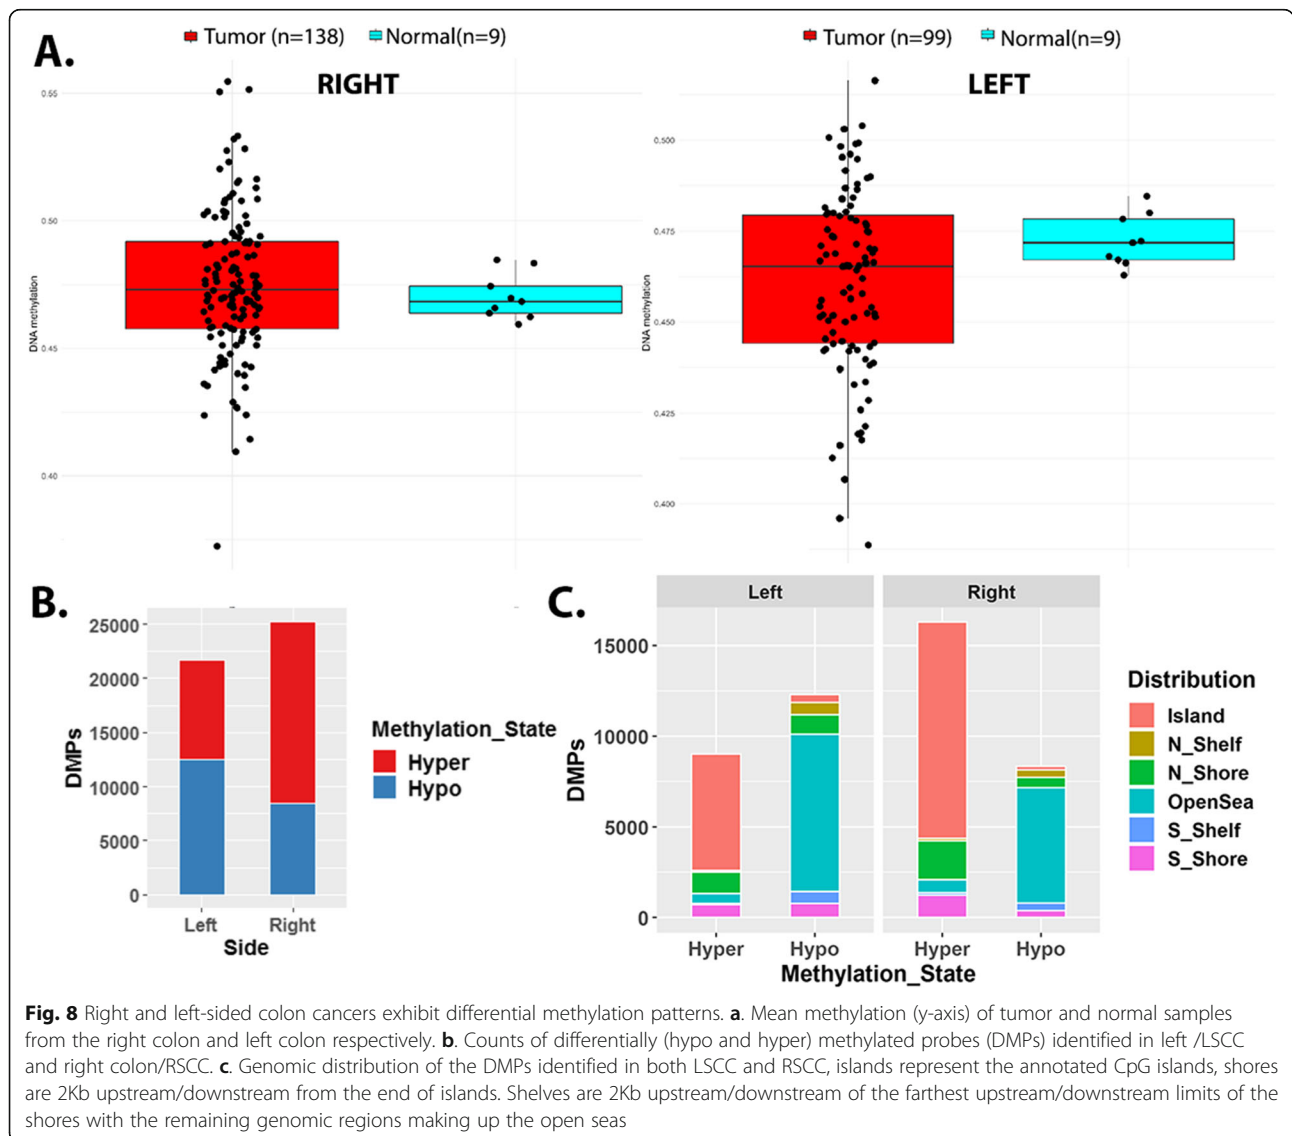 A.
Tumor (n=138) Normal(n=9)
RIGHT
DNA methylation
0.55
0.50
0.45
0.40
Tumor (n=99) Normal(n=9)
LEFT
DNA methylation
0.500
0.475
0.450
0.425
0.400
B.
DMPs
25000
20000
15000
10000
5000
0
Left Right
Side
Methylation_State
Hyper
Hypo
C.
Left Right
DMPs
15000
10000
5000
0
Hyper Hypo Hyper Hypo
Methylation_State
Distribution
Island
N_Shelf
N_Shore
OpenSea
S_Shelf
S_Shore
Fig. 8 Right and left-sided colon cancers exhibit differential methylation patterns. a. Mean methylation (y-axis) of tumor and normal samples
from the right colon and left colon respectively. b. Counts of differentially (hypo and hyper) methylated probes (DMPs) identified in left /LSCC
and right colon/RSCC. c. Genomic distribution of the DMPs identified in both LSCC and RSCC, islands represent the annotated CpG islands, shores
are 2Kb upstream/downstream from the end of islands. Shelves are 2Kb upstream/downstream of the farthest upstream/downstream limits of the
shores with the remaining genomic regions making up the open seas